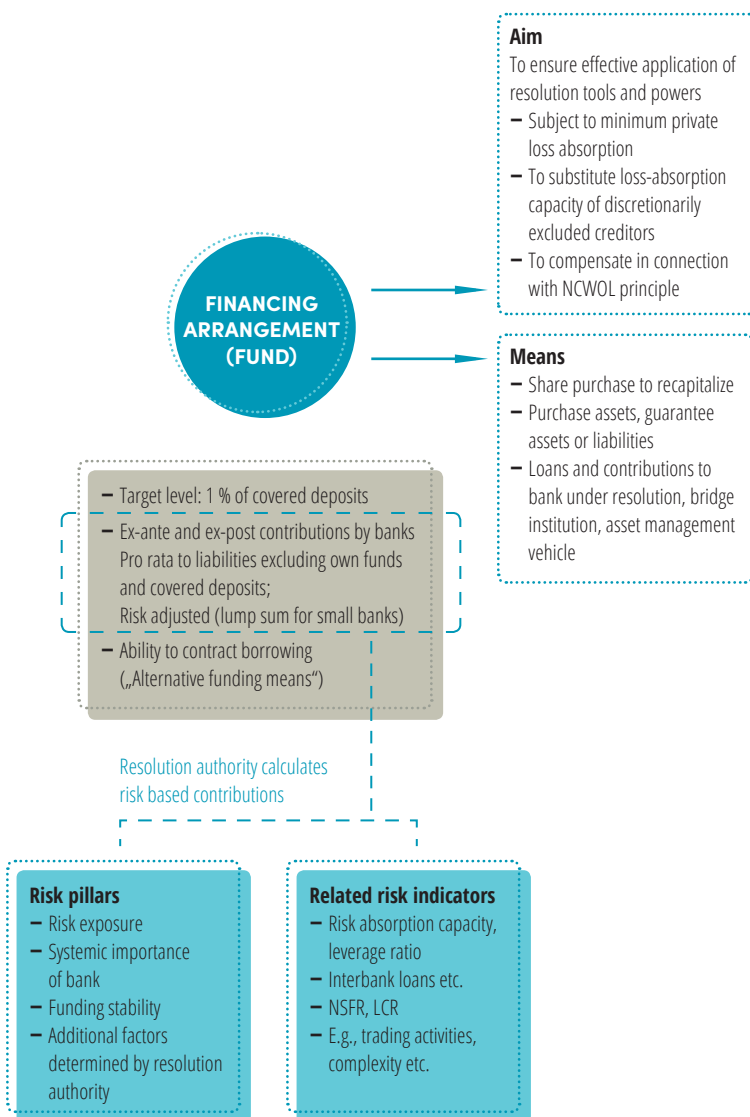 Aim
To ensure effective application of
resolution tools and powers
– Subject to minimum private
loss absorption
– To substitute loss-absorption
capacity of discretionarily
excluded creditors
– To compensate in connection
with NCWOL principle
FINANCING
ARRANGEMENT
(FUND)
Means
– Share purchase to recapitalize
– Purchase assets, guarantee
assets or liabilities
– Loans and contributions to
bank under resolution, bridge
institution, asset management
vehicle
– Target level: 1 % of covered deposits
– Ex-ante and ex-post contributions by banks
Pro rata to liabilities excluding own funds
and covered deposits;
Risk adjusted (lump sum for small banks)
– Ability to contract borrowing
(„Alternative funding means“)
Resolution authority calculates
risk based contributions
Risk pillars
– Risk exposure
– Systemic importance
of bank
– Funding stability
– Additional factors
determined by resolution
authority
Related risk indicators
– Risk absorption capacity,
leverage ratio
– Interbank loans etc.
– NSFR, LCR
– E.g., trading activities,
complexity etc.